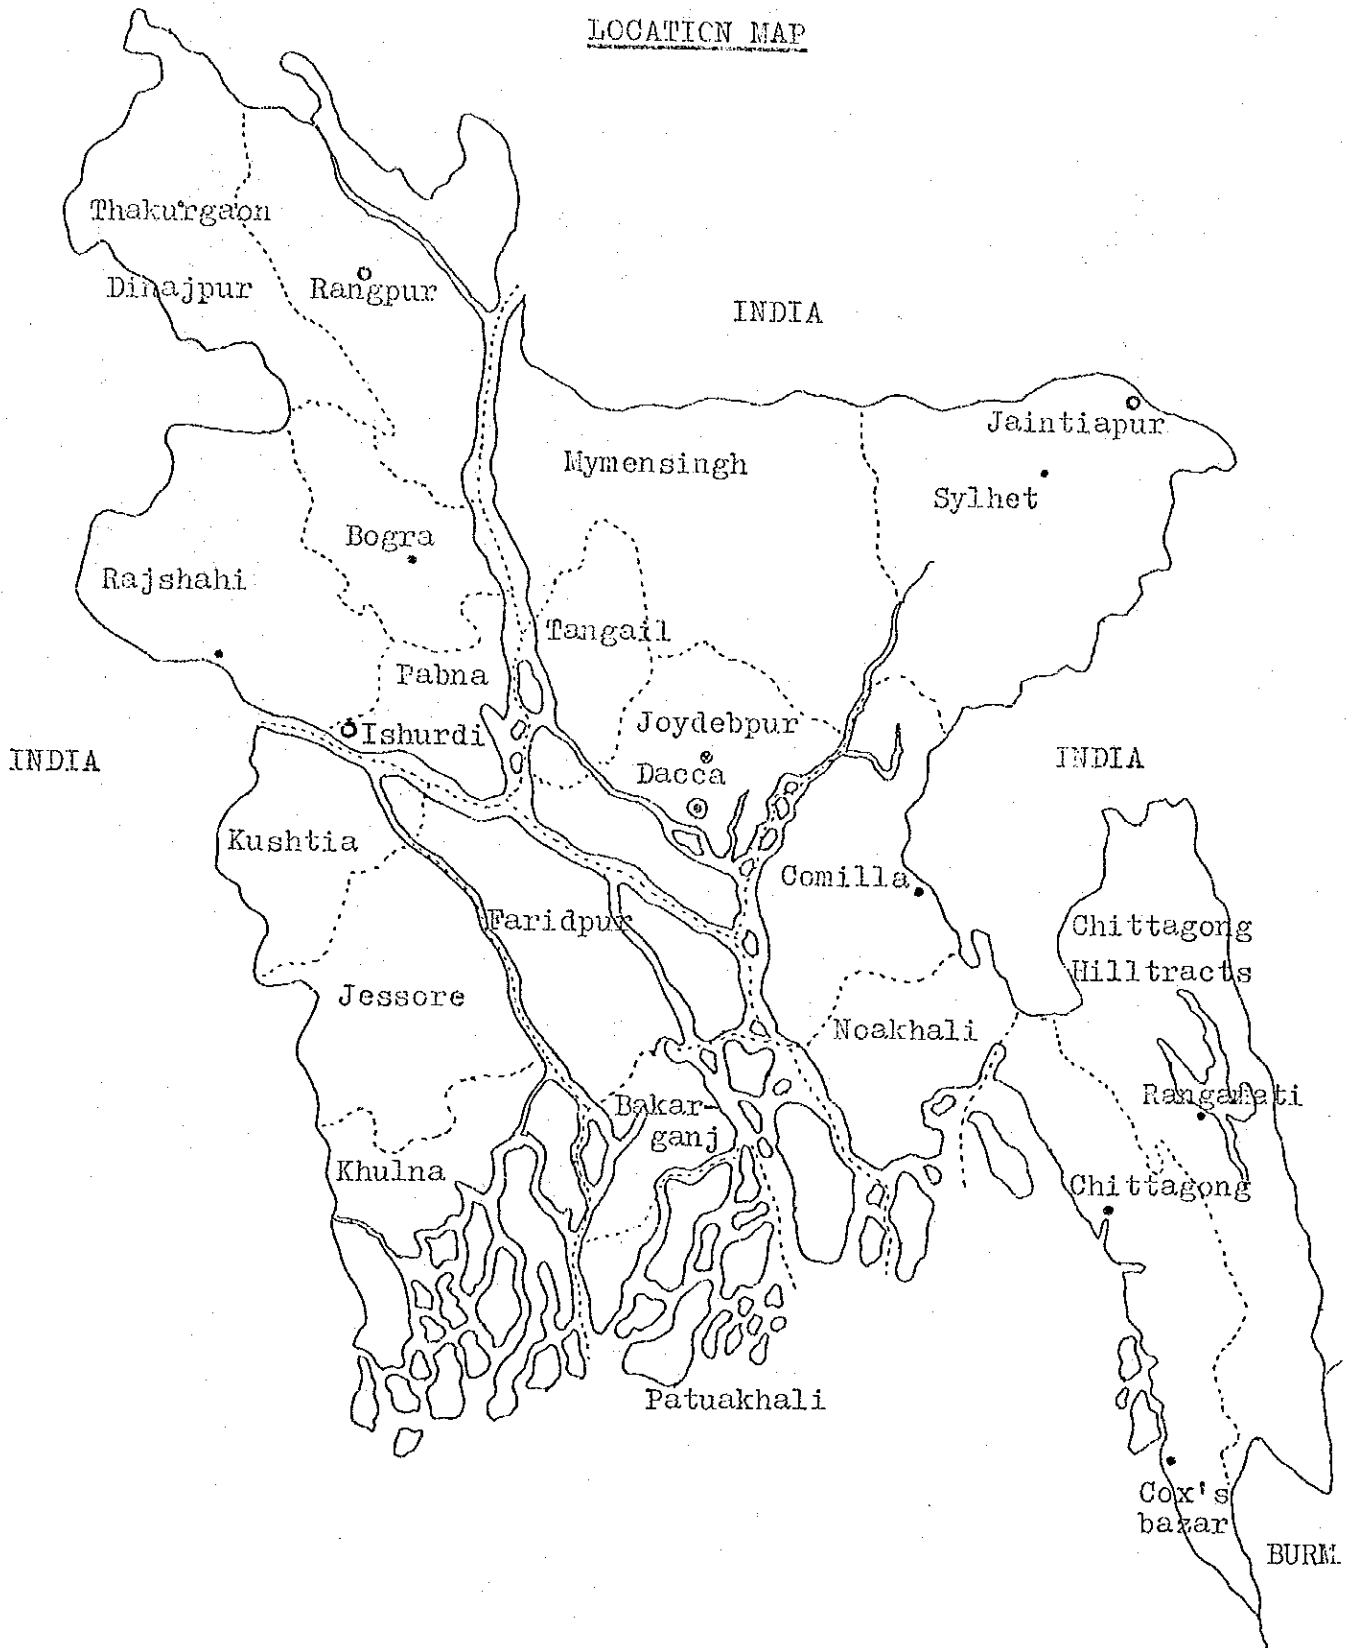 LOCATION MAP
Thakurgaon
Dinajpur
Rangpur
INDIA
Jaintiapur
Mymensingh
Sylhet
Bogra
Rajshahi
Tangail
Pabna
Joydebpur
Ishurdi
INDIA
INDIA
Dacca
Kushtia
Comilla
Faridpur
Chittagong
Hilltracts
Jessore
Noakhali
Rangamati
Bakar-
ganj
Khulna
Chittagong
Patuakhali
Cox's
bazar
BURM